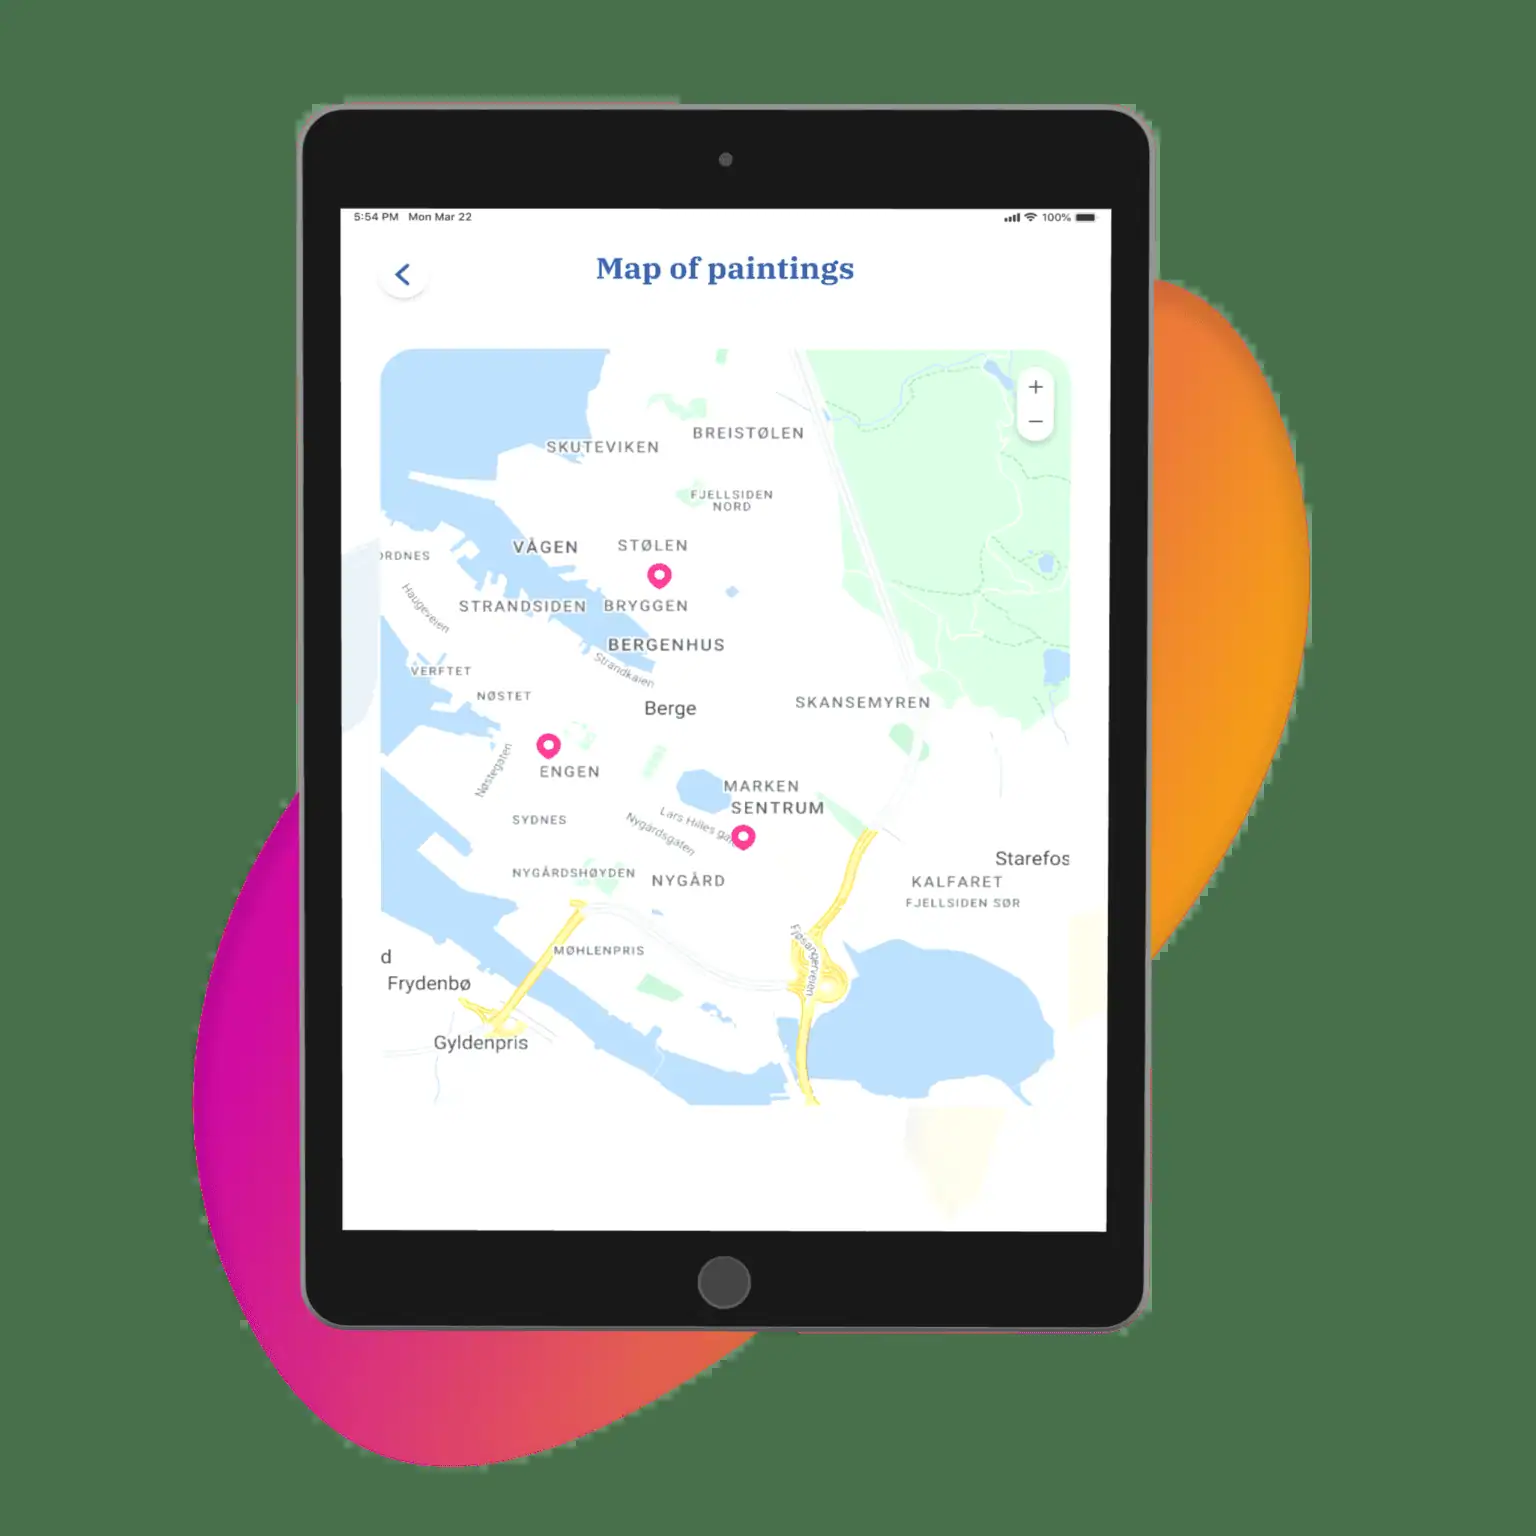 5:54 PM Mon Mar 22
100%
Map of paintings
+
−
BREISTØLEN
SKUTEVIKEN
FJELLSIDEN
NORD
VÅGEN
STØLEN
ORDNES
Haugeveien
STRANDSIDEN
BRYGGEN
BERGENHUS
Strandkaien
VERFTET
NØSTET
Berge
SKANSEMYREN
Nøstegaten
ENGEN
MARKEN
SENTRUM
Lars Hilles
Nygårdsgaten
SYDNES
NYGÅRDSHØYDEN
NYGÅRD
Starefos
KALFARET
FJELLSIDEN SØR
Fjøsangerveien
MØHLENPRIS
d
Frydenbø
Gyldenpris